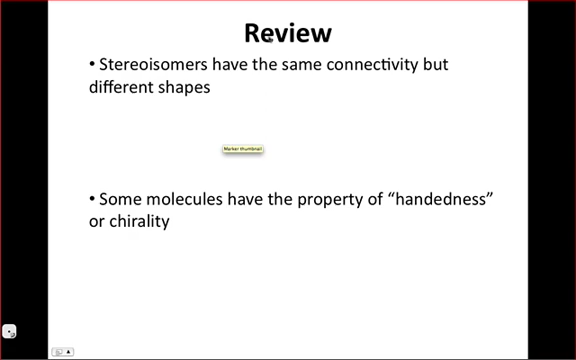 Review
• Stereoisomers have the same connectivity but
different shapes
Marker thumbnail
• Some molecules have the property of “handedness”
or chirality